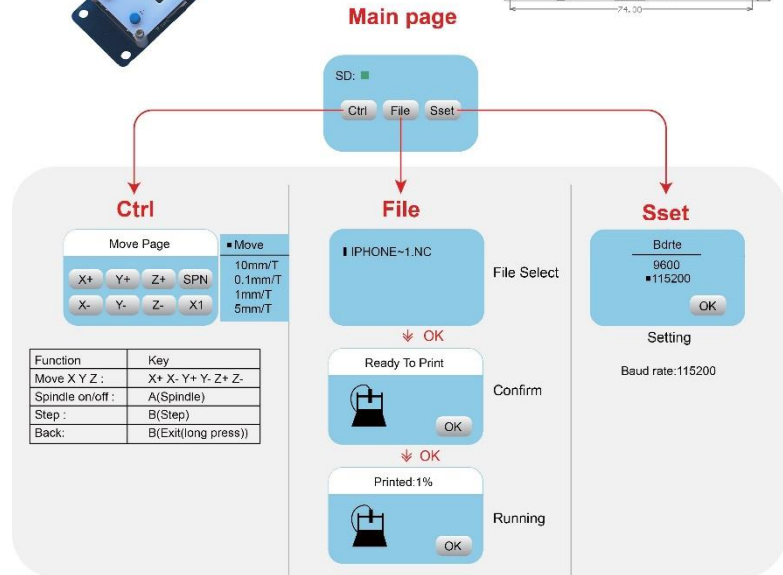 74.00
Main page
SD:
Ctrl File Sset
Ctrl
Move Page
X+ Y+ Z+ SPN
X- Y- Z- X1
Move
10mm/T
0.1mm/T
1mm/T
5mm/T
Function Key
Move X Y Z : X+ X- Y+ Y- Z+ Z-
Spindle on/off : A(Spindle)
Step : B(Step)
Back: B(Exit(long press))
File
IPHONE~1.NC
File Select
OK
Ready To Print
Confirm
OK
OK
Printed:1%
Running
OK
Sset
Bdrte
9600
115200
OK
Setting
Baud rate:115200